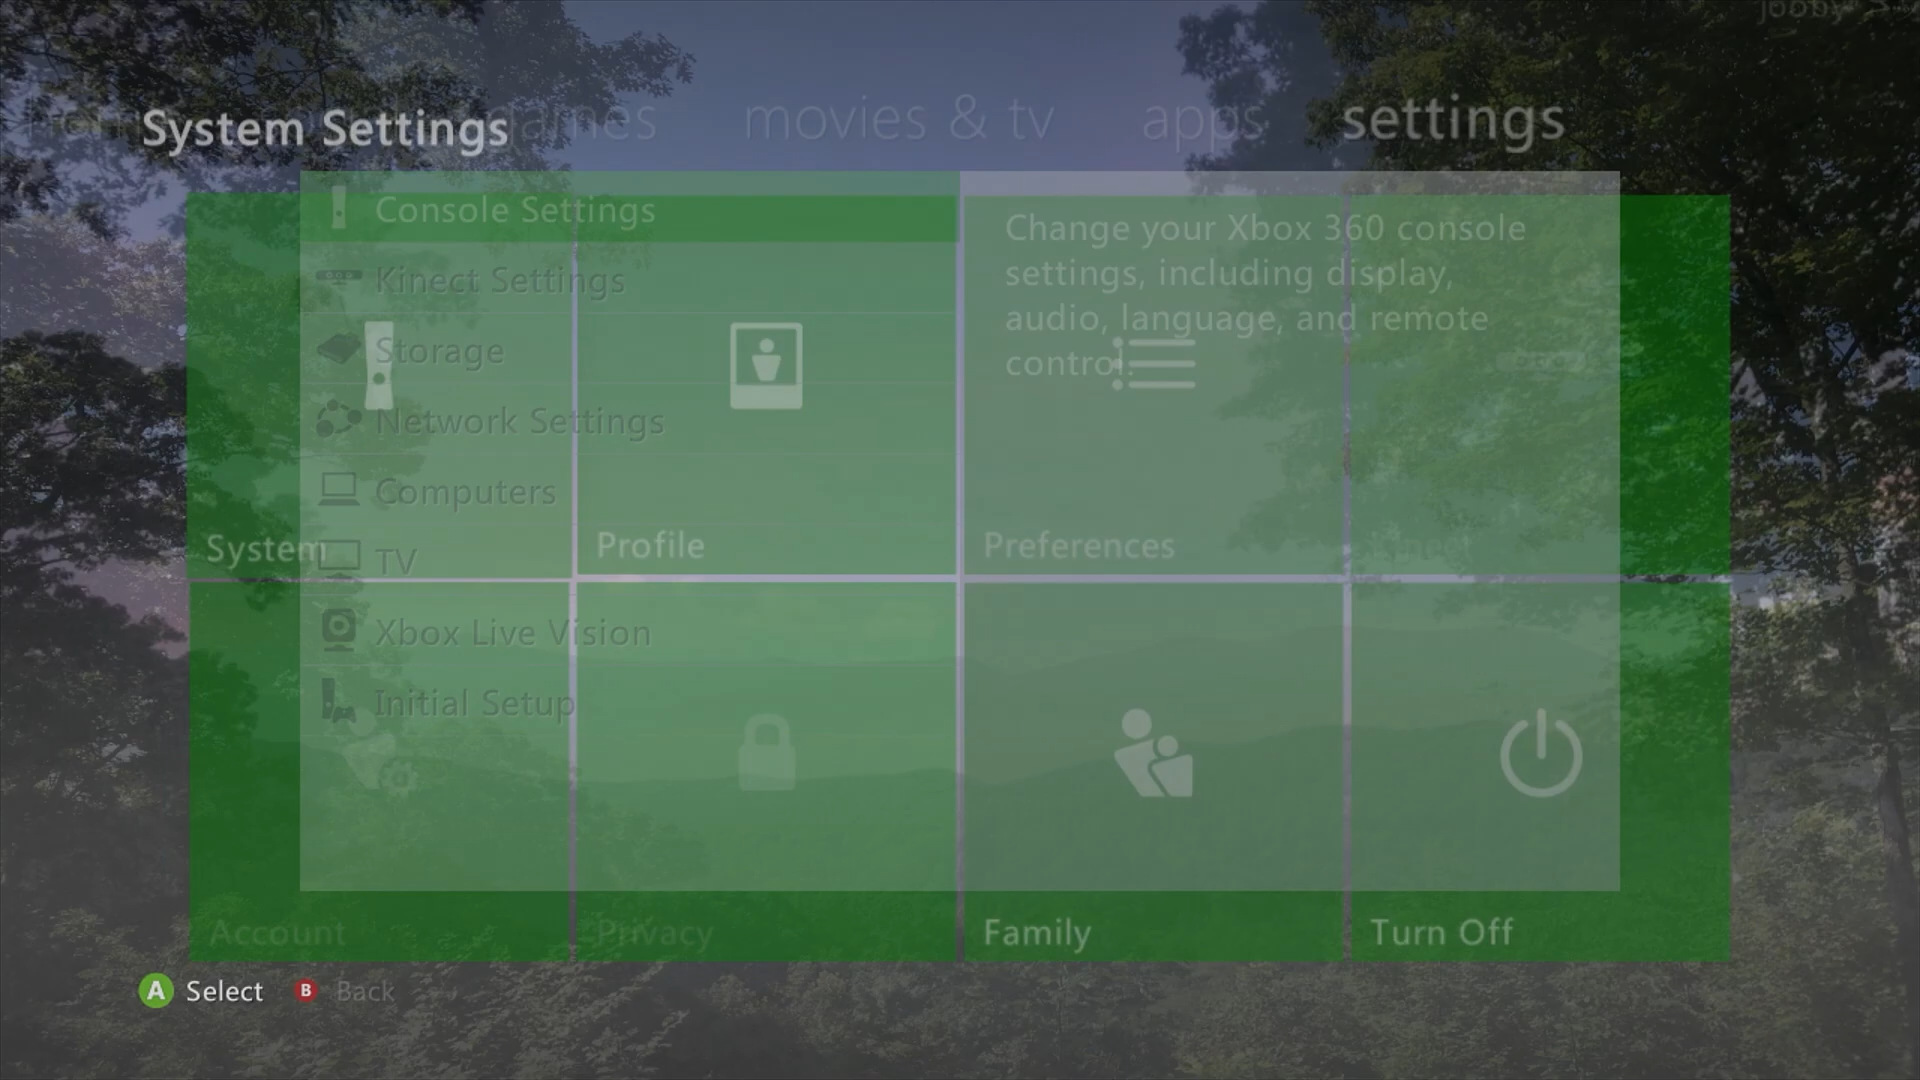 System Settings
games
movies & tv
apps
settings
Console Settings
Kinect Settings
Storage
Network Settings
Computers
TV
Xbox Live Vision
Initial Setup
Change your Xbox 360 console
settings, including display,
audio, language, and remote
control.
System
Profile
Preferences
Account
Privacy
Family
Turn Off
A Select
B Back